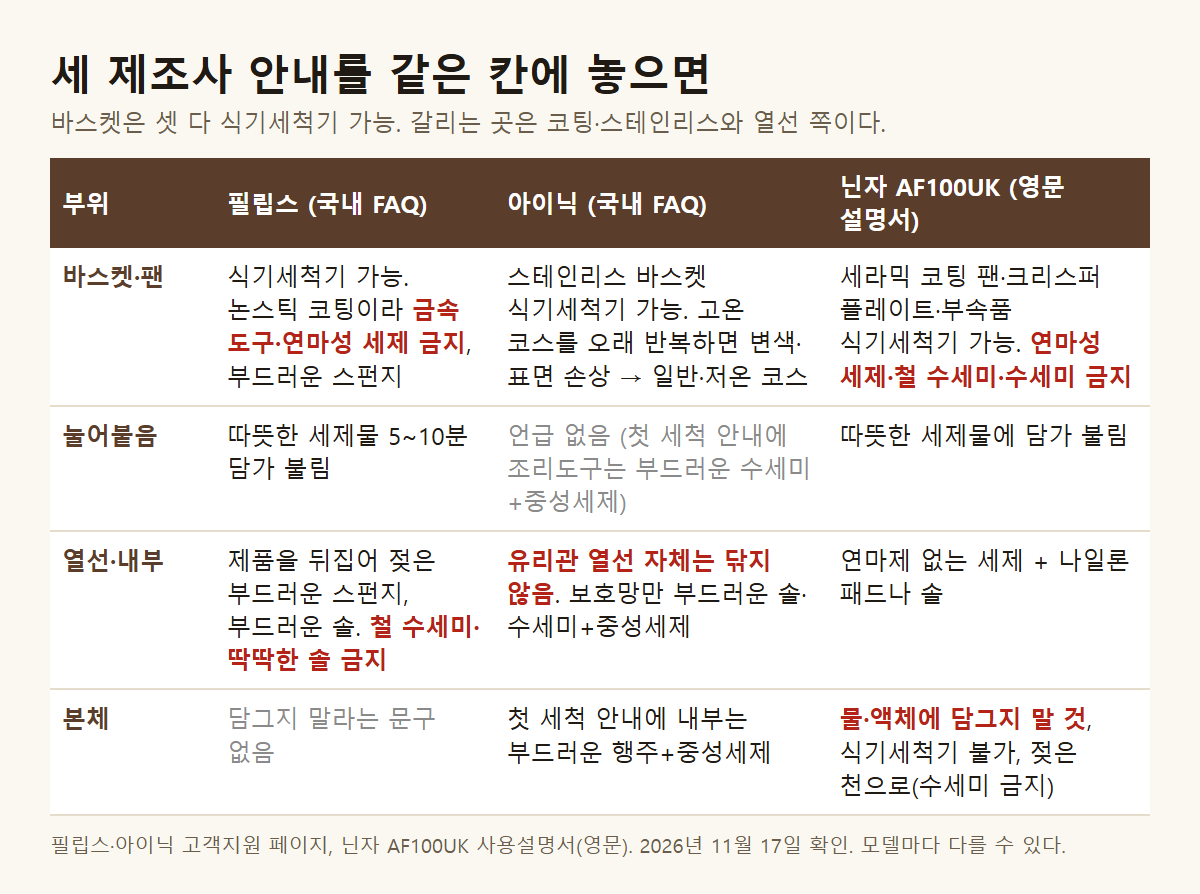 세 제조사 안내를 같은 칸에 놓으면
바스켓은 셋 다 식기세척기 가능. 갈리는 곳은 코팅·스테인리스와 열선 쪽이다.
부위
필립스 (국내 FAQ)
아이닉 (국내 FAQ)
닌자 AF100UK (영문
설명서)
바스켓·팬
식기세척기 가능.
논스틱 코팅이라 금속
도구·연마성 세제 금지,
부드러운 스펀지
스테인리스 바스켓
식기세척기 가능. 고온
코스를 오래 반복하면 변색·
표면 손상 → 일반·저온 코스
세라믹 코팅 팬·크리스퍼
플레이트·부속품
식기세척기 가능. 연마성
세제·철 수세미·수세미 금지
눌어붙음
따뜻한 세제물 5~10분
담가 불림
언급 없음 (첫 세척 안내에
조리도구는 부드러운 수세미
+중성세제)
따뜻한 세제물에 담가 불림
열선·내부
제품을 뒤집어 젖은
부드러운 스펀지,
부드러운 솔. 철 수세미·
딱딱한 솔 금지
유리관 열선 자체는 닦지
않음. 보호망만 부드러운 솔·
수세미+중성세제
연마제 없는 세제 + 나일론
패드나 솔
본체
담그지 말라는 문구
없음
첫 세척 안내에 내부는
부드러운 행주+중성세제
물·액체에 담그지 말 것,
식기세척기 불가, 젖은
천으로(수세미 금지)
필립스·아이닉 고객지원 페이지, 닌자 AF100UK 사용설명서(영문). 2026년 11월 17일 확인. 모델마다 다를 수 있다.